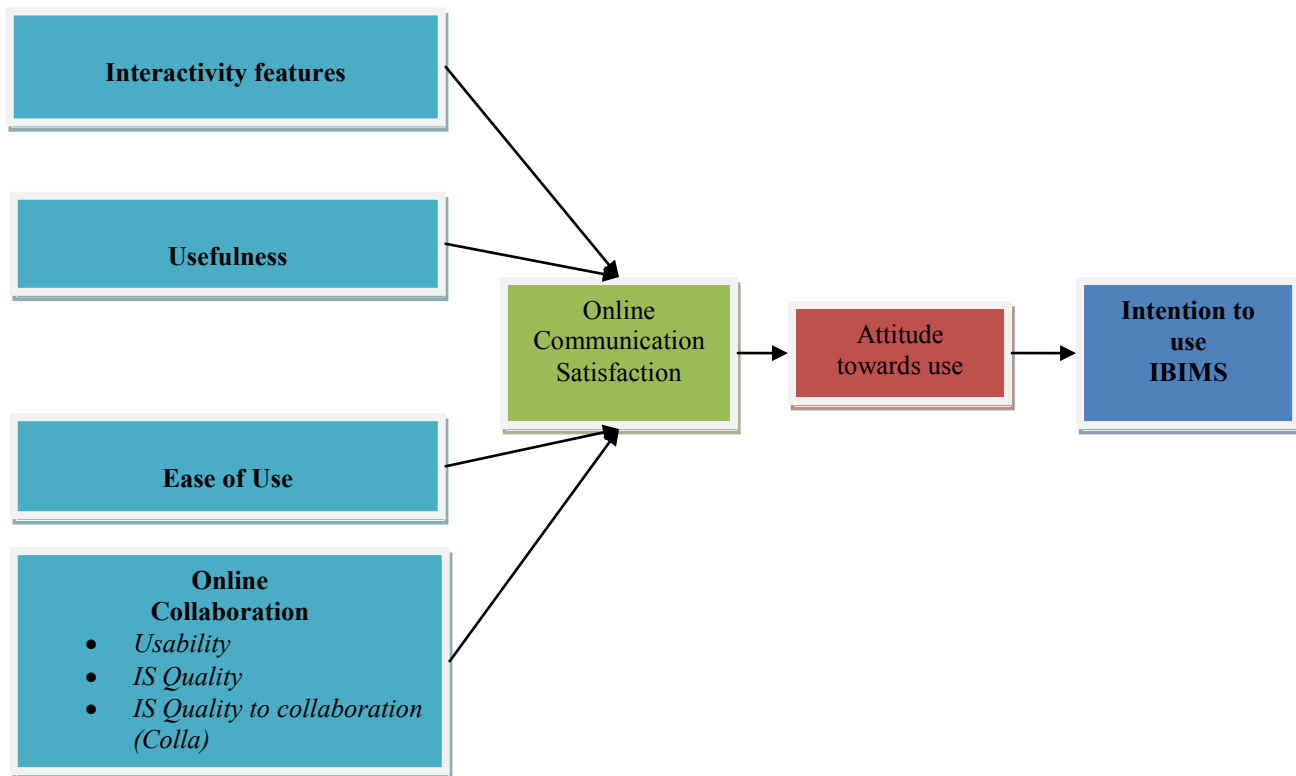 Interactivity features
Usefulness
Ease of Use
Online
Collaboration
• Usability
• IS Quality
• IS Quality to collaboration
(Colla)
Online
Communication
Satisfaction
Attitude
towards use
Intention to
use
IBIMS